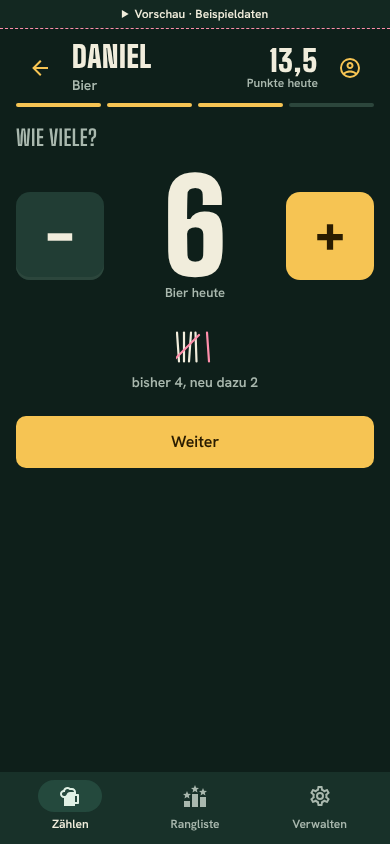 ▶ Vorschau · Beispieldaten
DANIEL
Bier
13,5
Punkte heute
WIE VIELE?
−
6
+
Bier heute
bisher 4, neu dazu 2
Weiter
Zählen
Rangliste
Verwalten